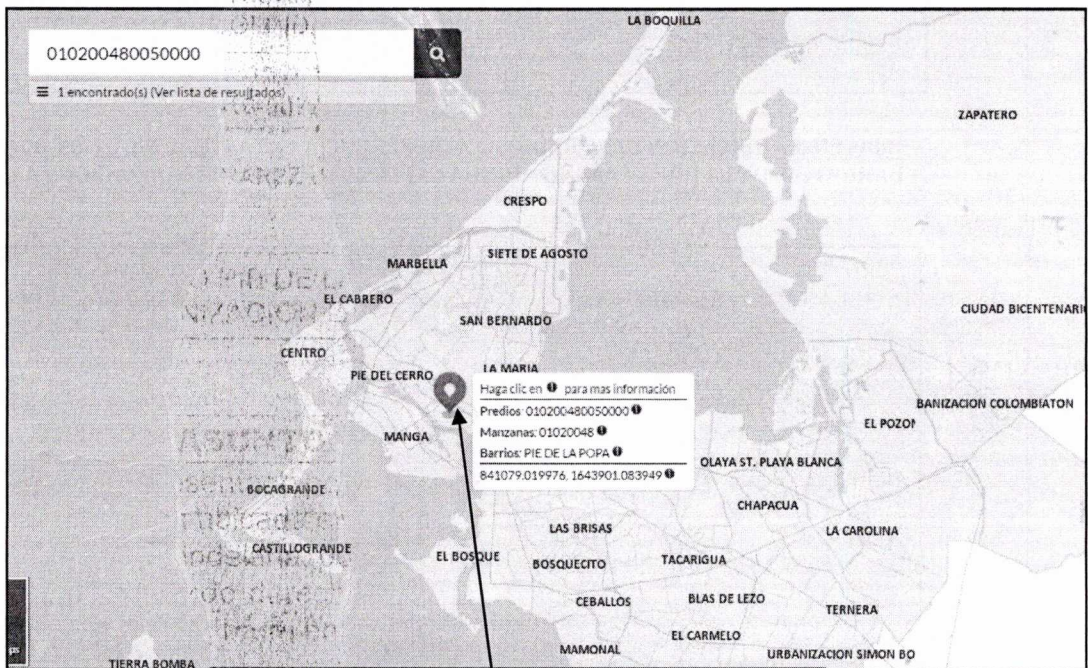 LA BOQUILLA
010200480050000
1 encontrado(s) (Ver lista de resultados)
ZAPATERO
CRESPO
SIETE DE AGOSTO
MARBELLA
EL CABRERO
CIUDAD BICENTENARI
SAN BERNARDO
CENTRO
LA MARIA
PIE DEL CERRO
Haga clic en para mas información
Predios: 010200480050000
Manzanas: 01020048
Barrios: PIE DE LA POPA
841079.019976, 1643901.083949
BANIZACION COLOMBIATON
EL POZON
MANGA
OLAYA ST. PLAYA BLANCA
BOCAGRANDE
CHAPACUA
LAS BRISAS
LA CAROLINA
CASTILLOGRANDE
EL BOSQUE
BOSQUECITO
TACARIGUA
CEBALLOS
BLAS DE LEZO
TERNERA
EL CARMELO
MAMONAL
URBANIZACION SIMON BO
TIERRA BOMBA